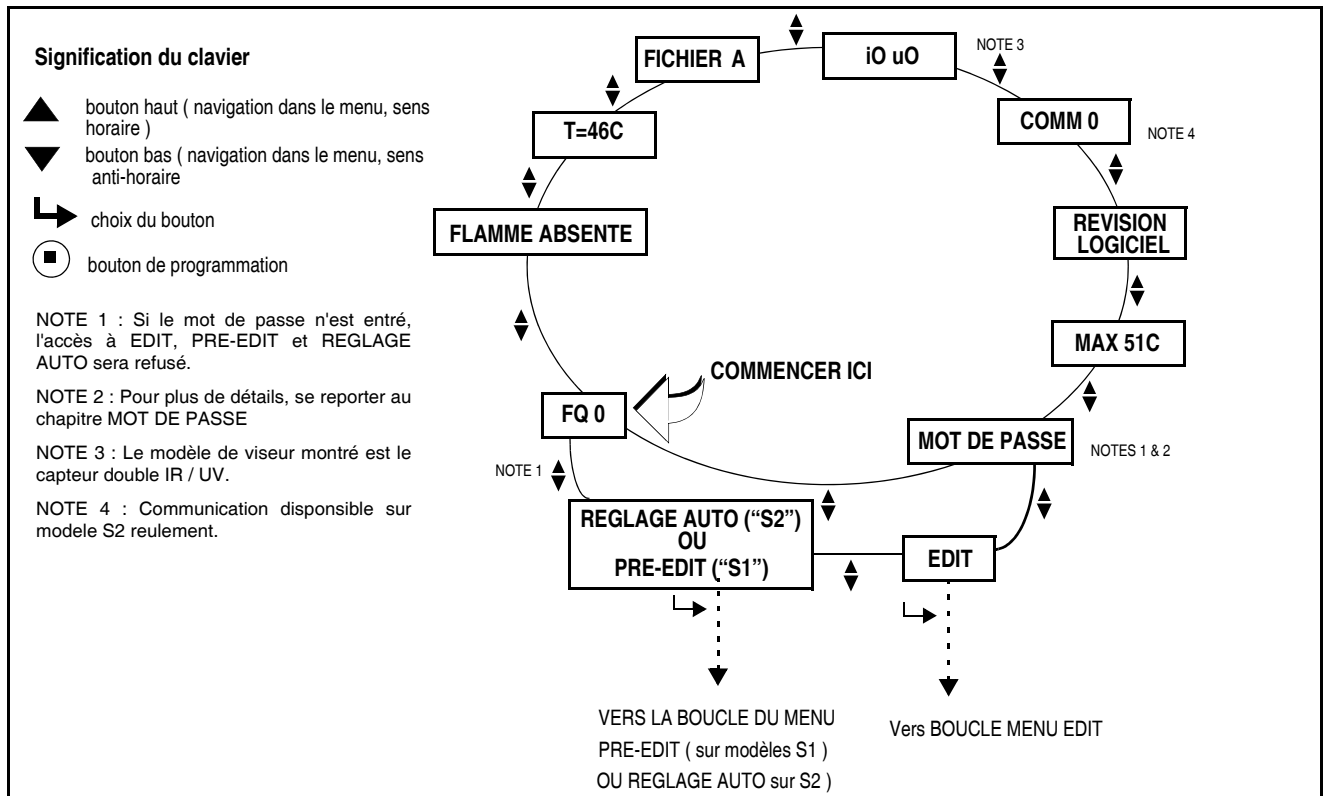 Signification du clavier
bouton haut ( navigation dans le menu, sens
horaire )
bouton bas ( navigation dans le menu, sens
anti-horaire
choix du bouton
bouton de programmation
NOTE 1 : Si le mot de passe n'est entré,
l'accès à EDIT, PRE-EDIT et REGLAGE
AUTO sera refusé.
NOTE 2 : Pour plus de détails, se reporter au
chapitre MOT DE PASSE
NOTE 3 : Le modèle de viseur montré est le
capteur double IR / UV.
NOTE 4 : Communication disponsible sur
modele S2 reulement.
FICHIER A
iO uO
NOTE 3
T=46C
COMM 0
NOTE 4
FLAMME ABSENTE
REVISION
LOGICIEL
MAX 51C
COMMENCER ICI
FQ 0
MOT DE PASSE
NOTES 1 & 2
NOTE 1
REGLAGE AUTO (“S2”)
OU
PRE-EDIT (“S1”)
EDIT
VERS LA BOUCLE DU MENU
PRE-EDIT ( sur modèles S1 )
OU REGLAGE AUTO sur S2 )
Vers BOUCLE MENU EDIT